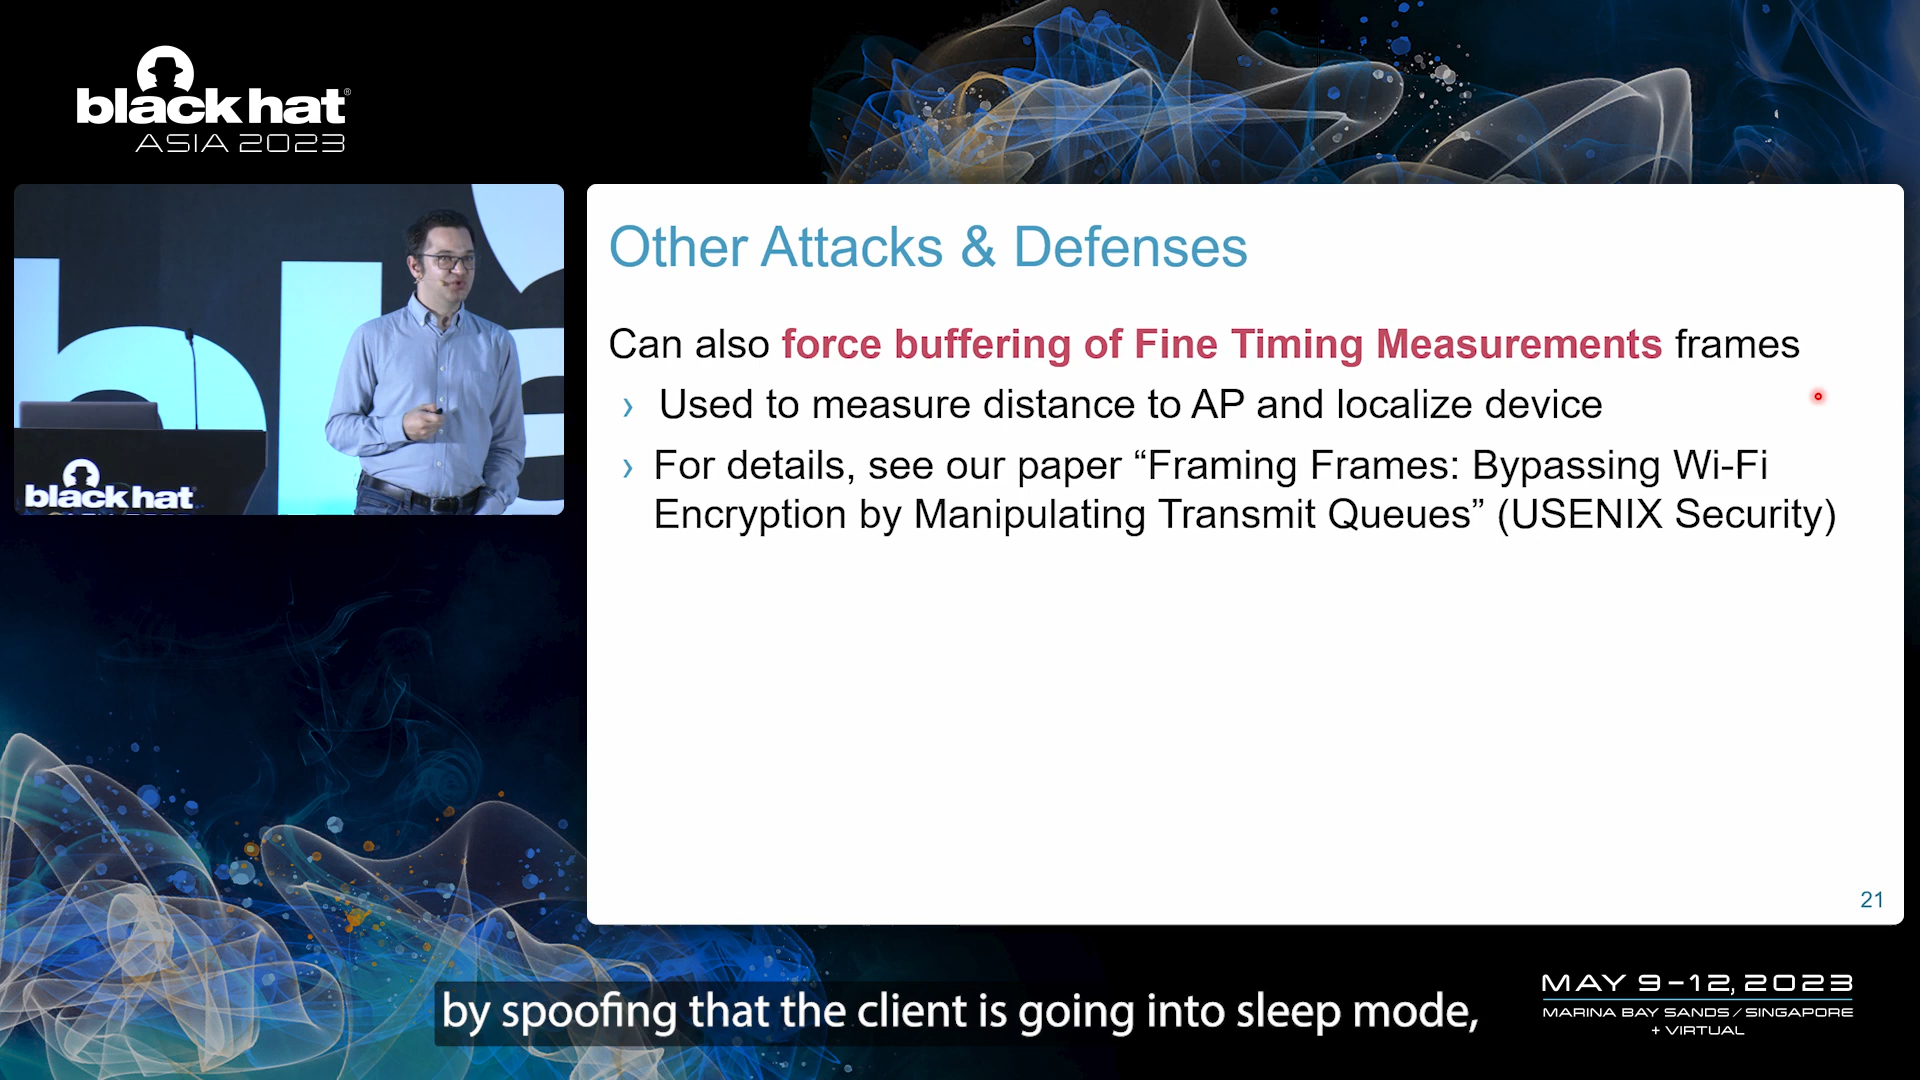 black hat®
ASIA 2023
black hat
Other Attacks & Defenses
Can also force buffering of Fine Timing Measurements frames
› Used to measure distance to AP and localize device
› For details, see our paper “Framing Frames: Bypassing Wi-Fi
Encryption by Manipulating Transmit Queues” (USENIX Security)
21
by spoofing that the client is going into sleep mode,
MAY 9-12, 2023
MARINA BAY SANDS / SINGAPORE
+ VIRTUAL